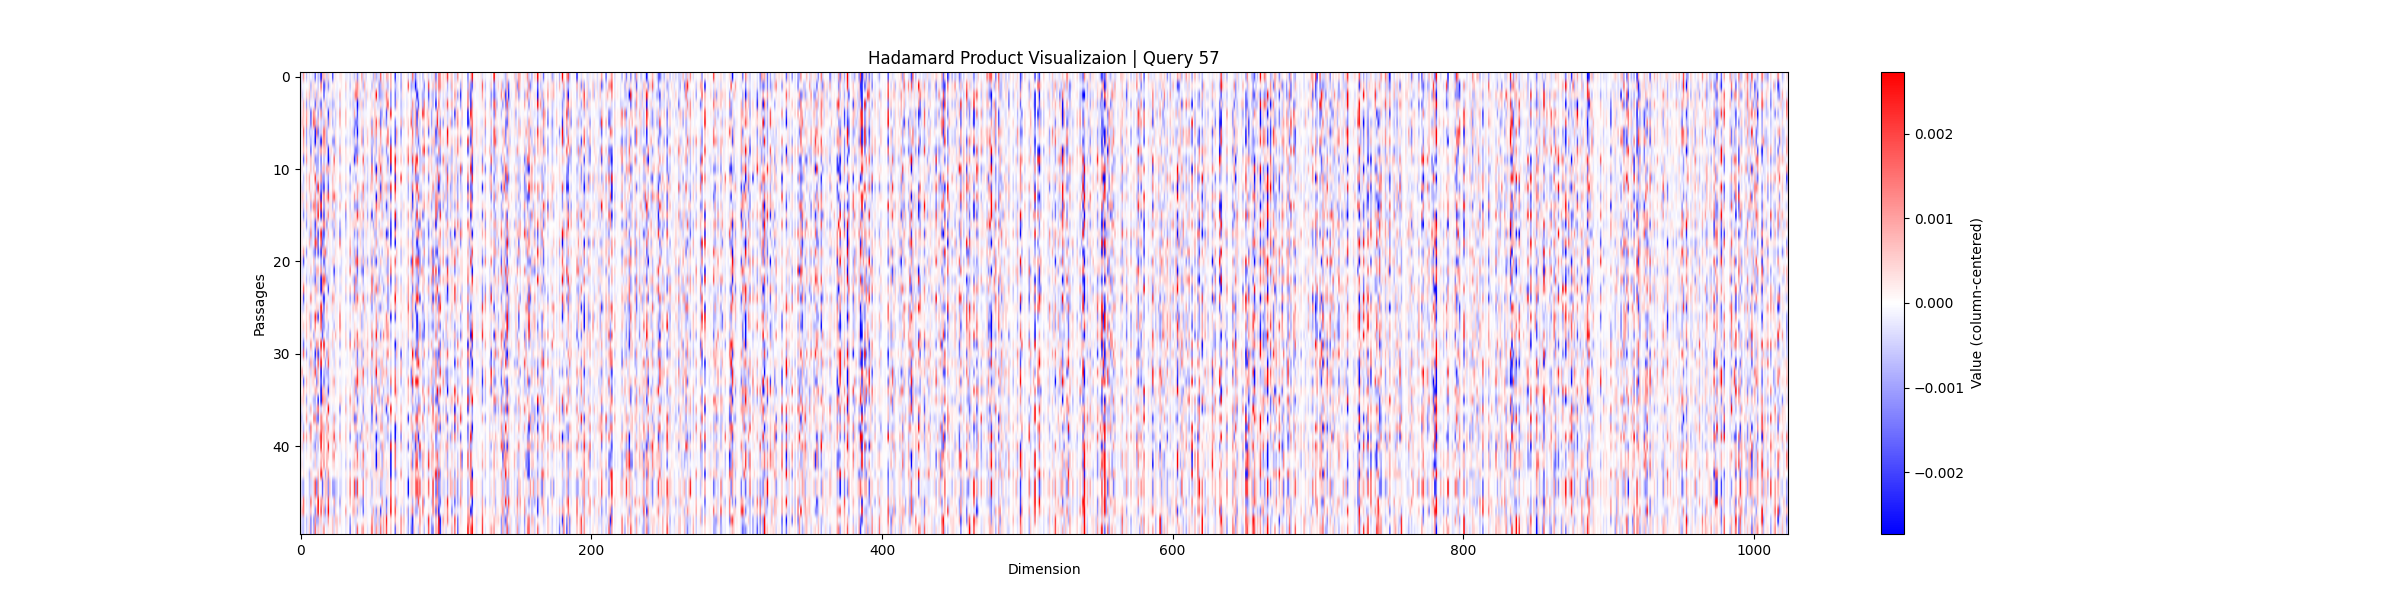 Hadamard Product Visualizaion | Query 57
Passages
0
10
20
30
40
0 200 400 600 800 1000
Dimension
0.002
0.001
0.000
−0.001
−0.002
Value (column-centered)